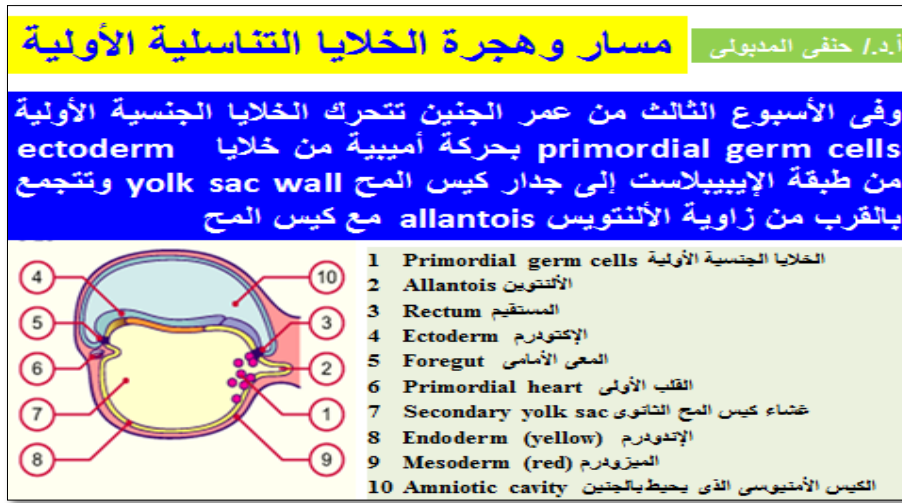 أ.د./ حنفى المدبولى
مسار وهجرة الخلايا التناسلية الأولية
وفى الأسبوع الثالث من عمر الجنين تتحرك الخلايا الجنسية الأولية
primordial germ cells بحركة أميبية من خلايا ectoderm
من طبقة الإيبيبلاست إلى جدار كيس المح yolk sac wall وتتجمع
بالقرب من زاوية الألنتويس allantois مع كيس المح
4
5
6
7
8
10
3
2
1
9
1 Primordial germ cells الخلايا الجنسية الأولية
2 Allantois الألنتوين
3 Rectum المستقيم
4 Ectoderm الإكتودرم
5 Foregut المعى الأمامى
6 Primordial heart القلب الأولى
7 Secondary yolk sac غشاء كيس المح الثانوى
8 Endoderm (yellow) الإندودرم
9 Mesoderm (red) الميزودرم
10 Amniotic cavity الكيس الأمنيوسى الذى يحيط بالجنين